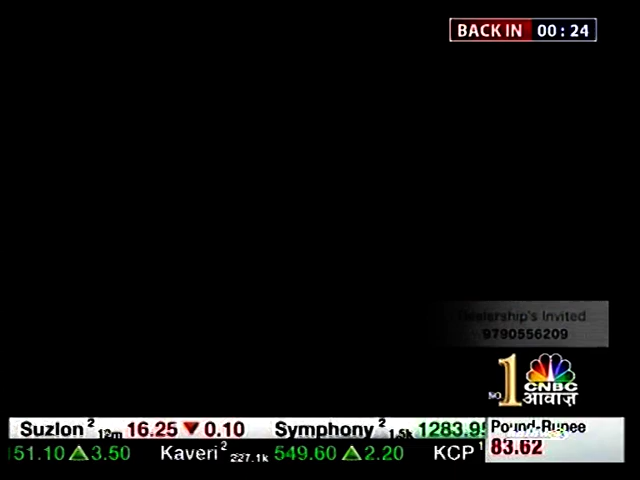 BACK IN 00 : 24
Dealership's Invited
9790556209
NO 1
CNBC
आवाज़
Suzlon 2 12m 16.25 ▼ 0.10 Symphony 2 1.5k 1283.95
Pound-Rupee
51.10 ▲ 3.50 Kaveri 2 227.1k 549.60 ▲ 2.20 KCP 1
83.62